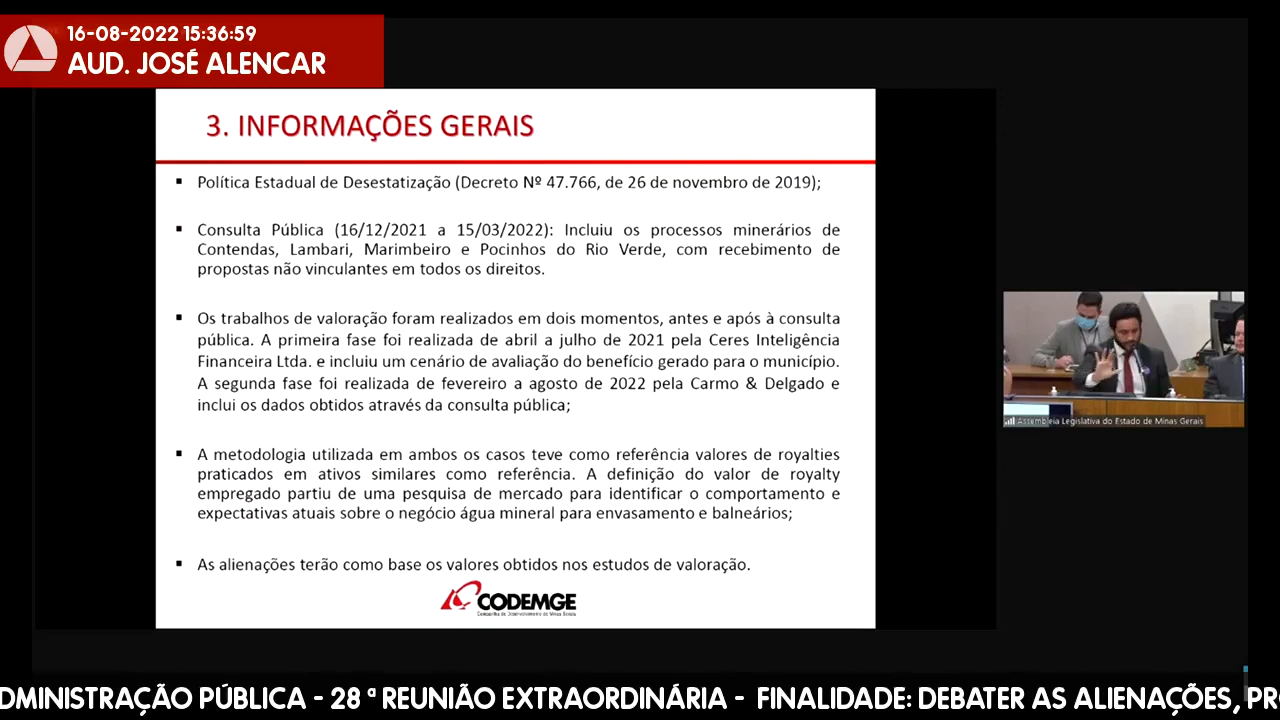 16-08-2022 15:36:59
AUD. JOSÉ ALENCAR
3. INFORMAÇÕES GERAIS
▪ Política Estadual de Desestatização (Decreto Nº 47.766, de 26 de novembro de 2019);
▪ Consulta Pública (16/12/2021 a 15/03/2022): Incluiu os processos minerários de
Contendas, Lambari, Marimbeiro e Pocinhos do Rio Verde, com recebimento de
propostas não vinculantes em todos os direitos.
▪ Os trabalhos de valoração foram realizados em dois momentos, antes e após à consulta
pública. A primeira fase foi realizada de abril a julho de 2021 pela Ceres Inteligência
Financeira Ltda. e incluiu um cenário de avaliação do benefício gerado para o município.
A segunda fase foi realizada de fevereiro a agosto de 2022 pela Carmo & Delgado e
inclui os dados obtidos através da consulta pública;
▪ A metodologia utilizada em ambos os casos teve como referência valores de royalties
praticados em ativos similares como referência. A definição do valor de royalty
empregado partiu de uma pesquisa de mercado para identificar o comportamento e
expectativas atuais sobre o negócio água mineral para envasamento e balneários;
▪ As alienações terão como base os valores obtidos nos estudos de valoração.
CODEMGE
Companhia de Desenvolvimento de Minas Gerais
Assembleia Legislativa do Estado de Minas Gerais
DMINISTRAÇÃO PÚBLICA - 28 ª REUNIÃO EXTRAORDINÁRIA - FINALIDADE: DEBATER AS ALIENAÇÕES, PR